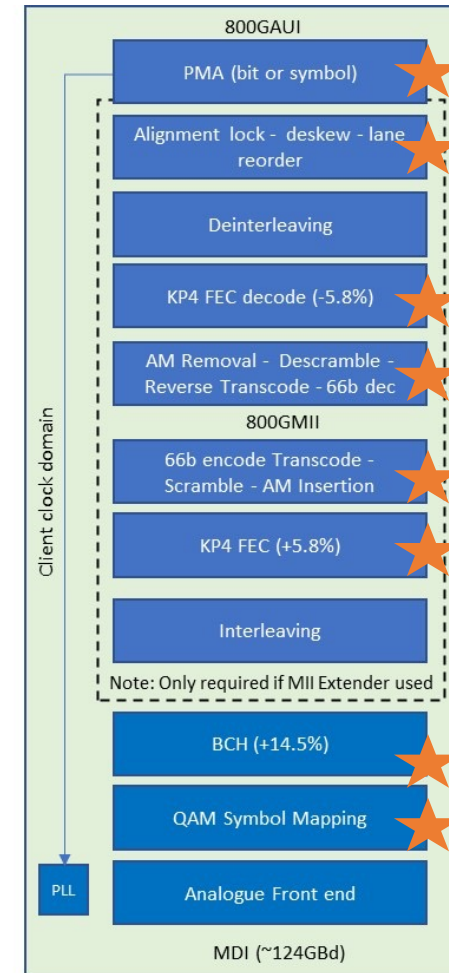 800GAUI
PMA (bit or symbol)
Alignment lock - deskew - lane
reorder
Deinterleaving
KP4 FEC decode (-5.8%)
AM Removal - Descramble -
Reverse Transcode - 66b dec
800GMII
66b encode Transcode -
Scramble - AM Insertion
KP4 FEC (+5.8%)
Interleaving
Note: Only required if MII Extender used
BCH (+14.5%)
QAM Symbol Mapping
Analogue Front end
MDI (~124GBd)
Client clock domain
PLL